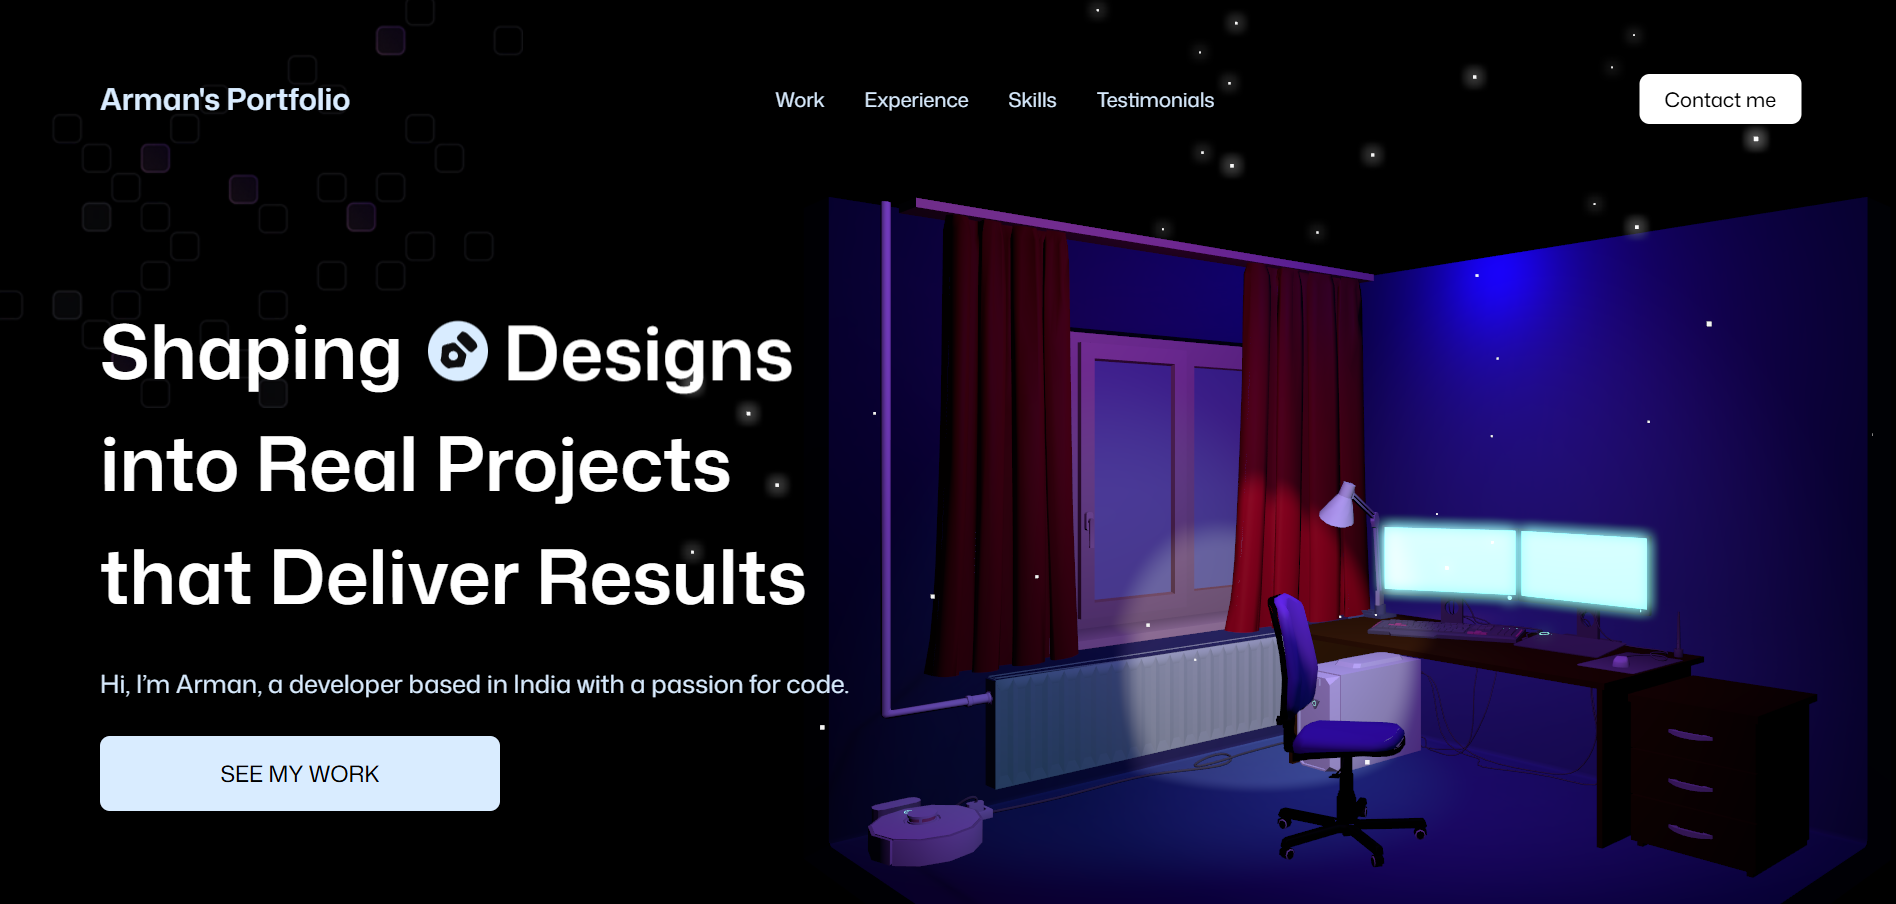 Arman's Portfolio
Work
Experience
Skills
Testimonials
Contact me
Shaping Designs
into Real Projects
that Deliver Results
Hi, I’m Arman, a developer based in India with a passion for code.
SEE MY WORK